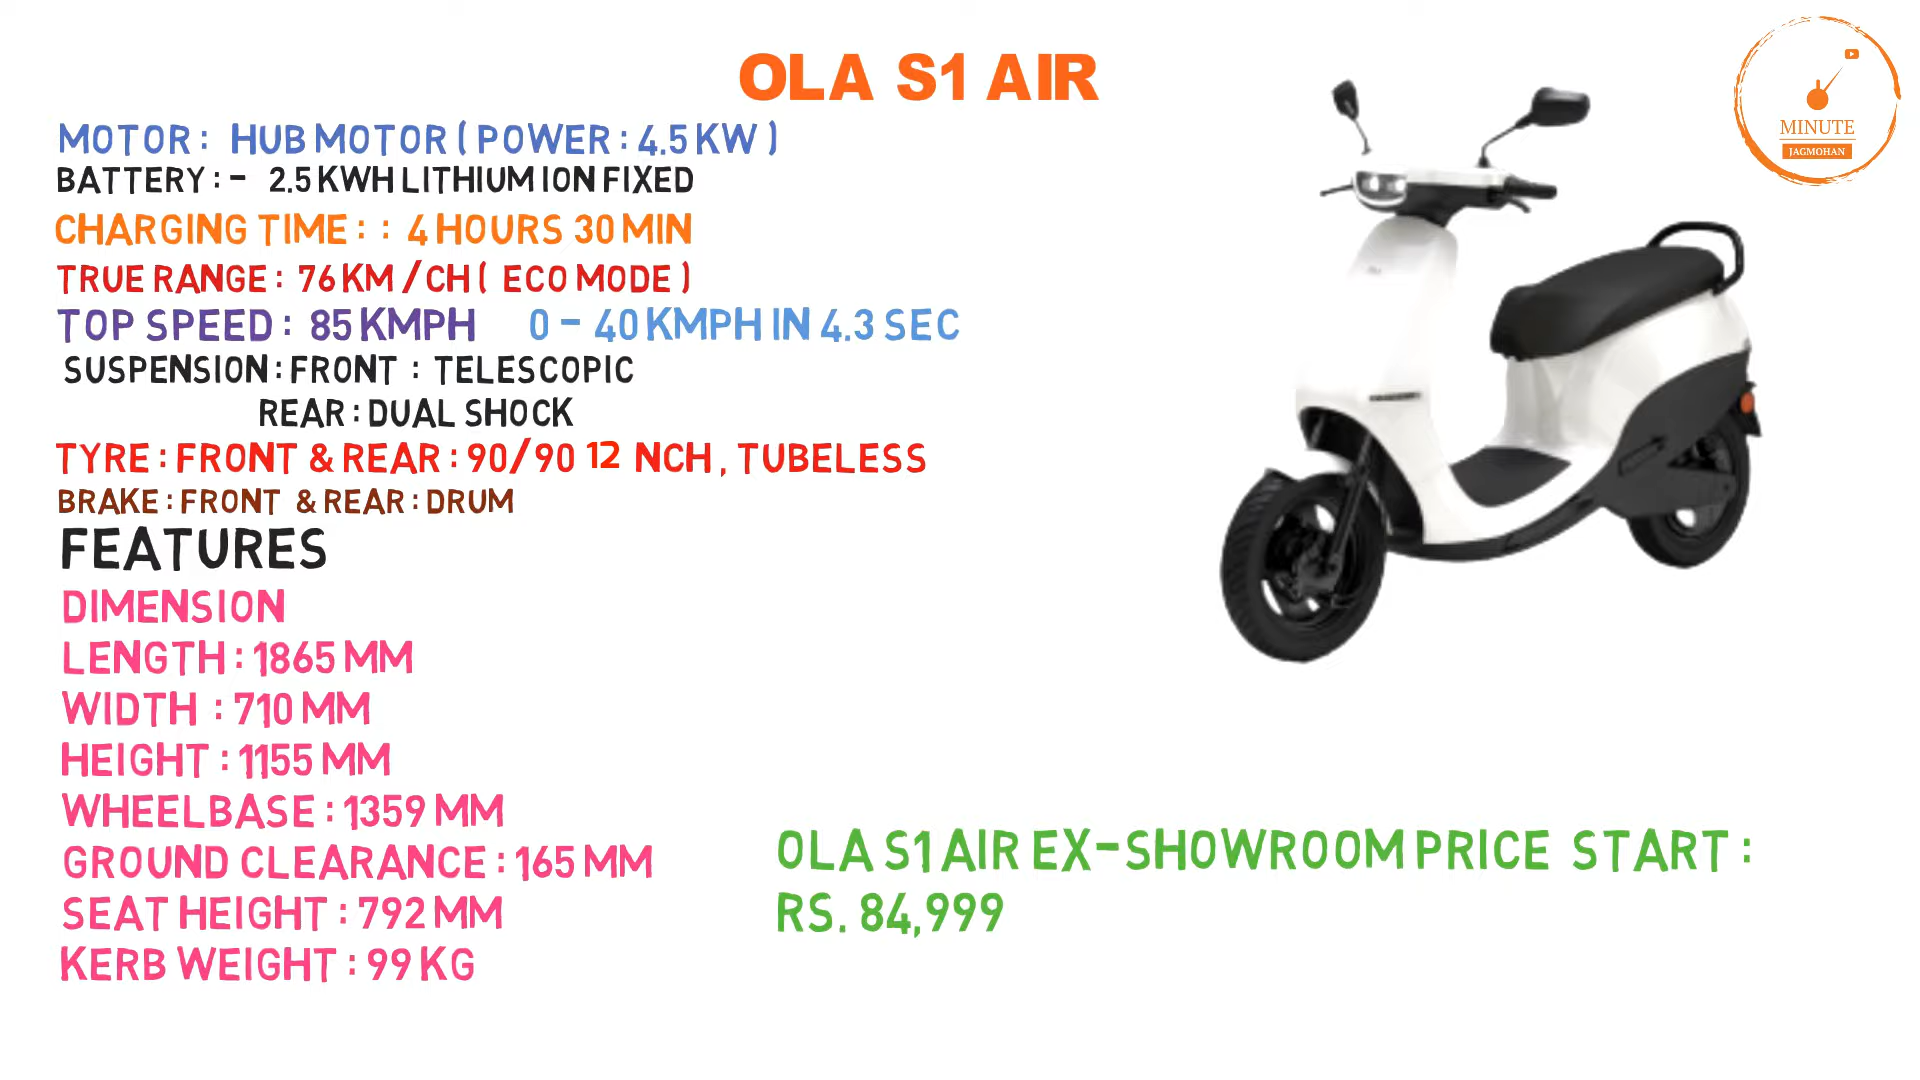 OLA S1 AIR
MINUTE
JAGMOHAN
MOTOR : HUB MOTOR ( POWER : 4.5 KW )
BATTERY : - 2.5 KWH LITHIUM ION FIXED
CHARGING TIME : : 4 HOURS 30 MIN
TRUE RANGE : 76 KM / CH ( ECO MODE )
TOP SPEED : 85 KMPH 0 - 40 KMPH IN 4.3 SEC
SUSPENSION : FRONT : TELESCOPIC
REAR : DUAL SHOCK
TYRE : FRONT & REAR : 90/90 12 NCH , TUBELESS
BRAKE : FRONT & REAR : DRUM
FEATURES
DIMENSION
LENGTH : 1865 MM
WIDTH : 710 MM
HEIGHT : 1155 MM
WHEELBASE : 1359 MM
GROUND CLEARANCE : 165 MM
SEAT HEIGHT : 792 MM
KERB WEIGHT : 99 KG
OLA S1 AIR EX-SHOWROOM PRICE START :
RS. 84,999